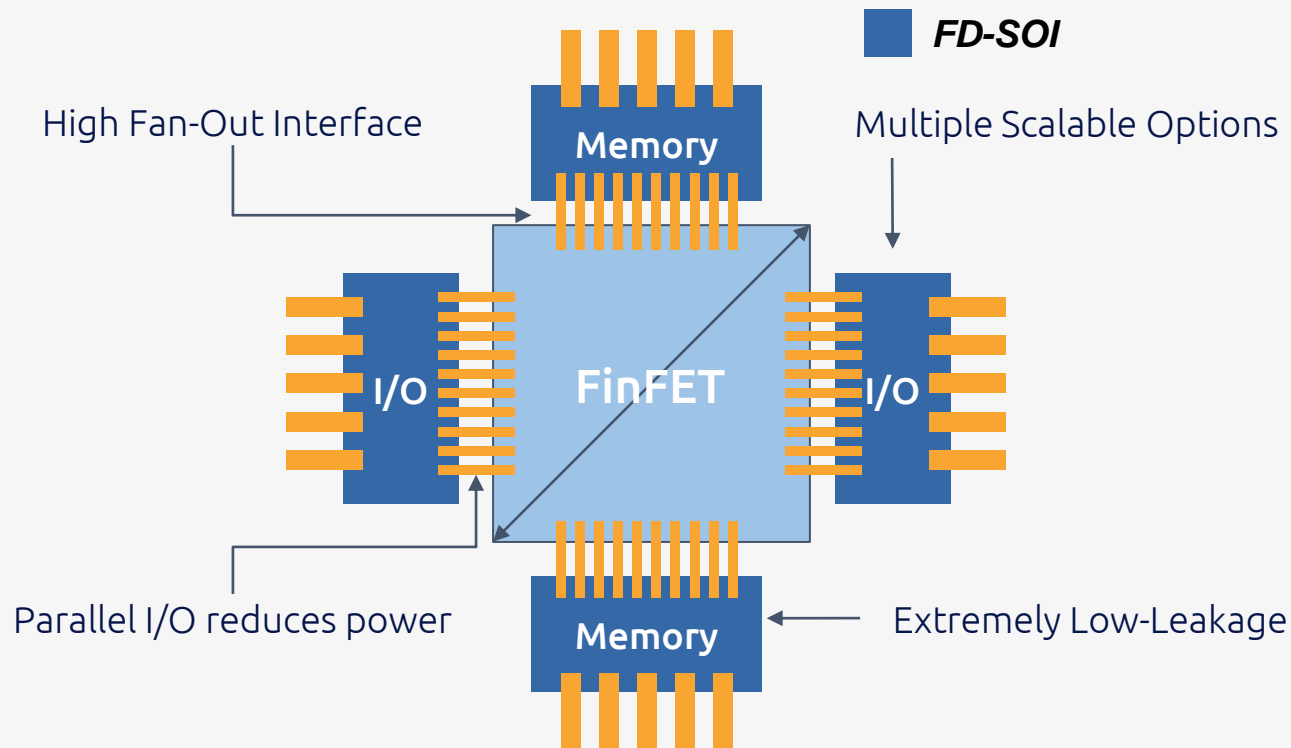 FD-SOI
High Fan-Out Interface
Multiple Scalable Options
Memory
I/O
FinFET
I/O
Parallel I/O reduces power
Memory
Extremely Low-Leakage